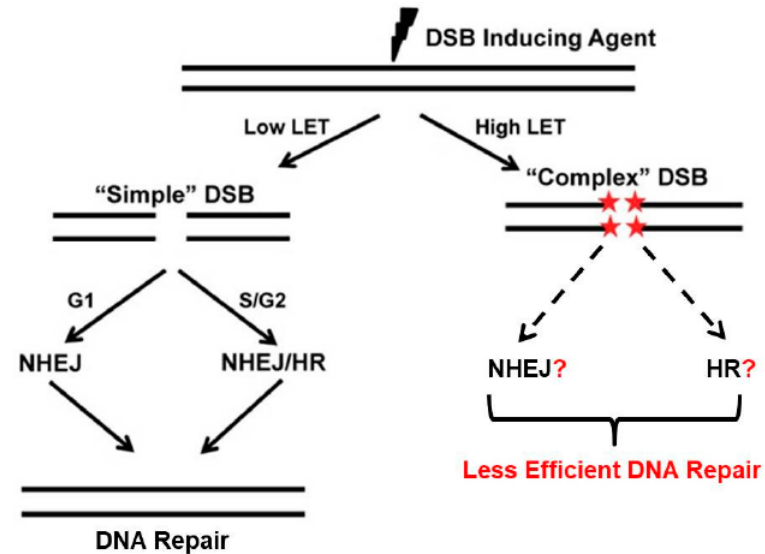 DSB Inducing Agent
Low LET
High LET
“Simple” DSB
“Complex” DSB
G1
S/G2
NHEJ
NHEJ/HR
NHEJ?
HR?
Less Efficient DNA Repair
DNA Repair